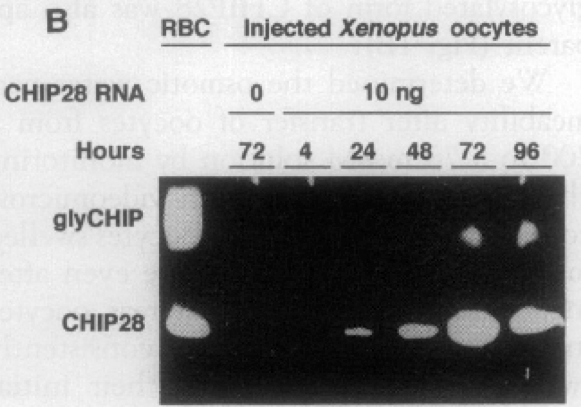 B
RBC Injected Xenopus oocytes
CHIP28 RNA 0 10 ng
Hours 72 4 24 48 72 96
glyCHIP
CHIP28